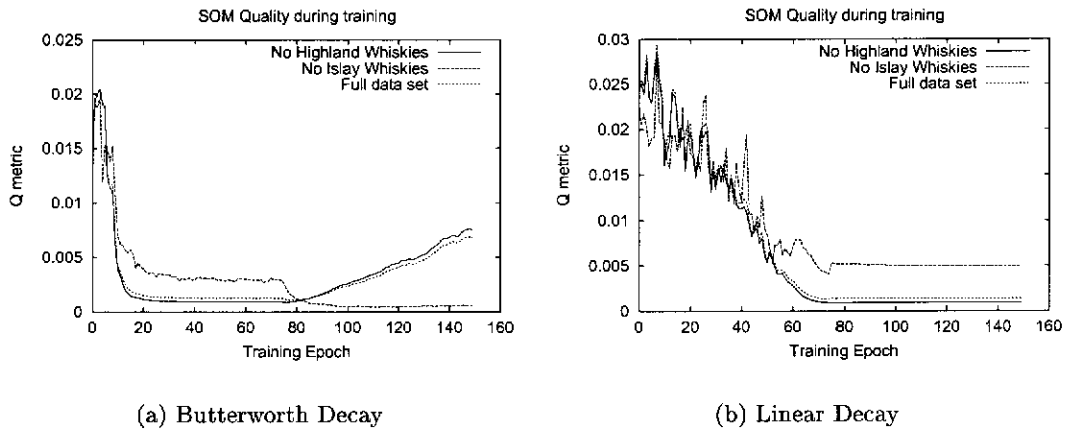 SOM Quality during training
0.025
0.02
0.015
0.01
0.005
0
Q metric
No Highland Whiskies
No Islay Whiskies
Full data set
0 20 40 60 80 100 120 140 160
Training Epoch
(a) Butterworth Decay
SOM Quality during training
0.03
0.025
0.02
0.015
0.01
0.005
0
Q metric
No Highland Whiskies
No Islay Whiskies
Full data set
0 20 40 60 80 100 120 140 160
Training Epoch
(b) Linear Decay